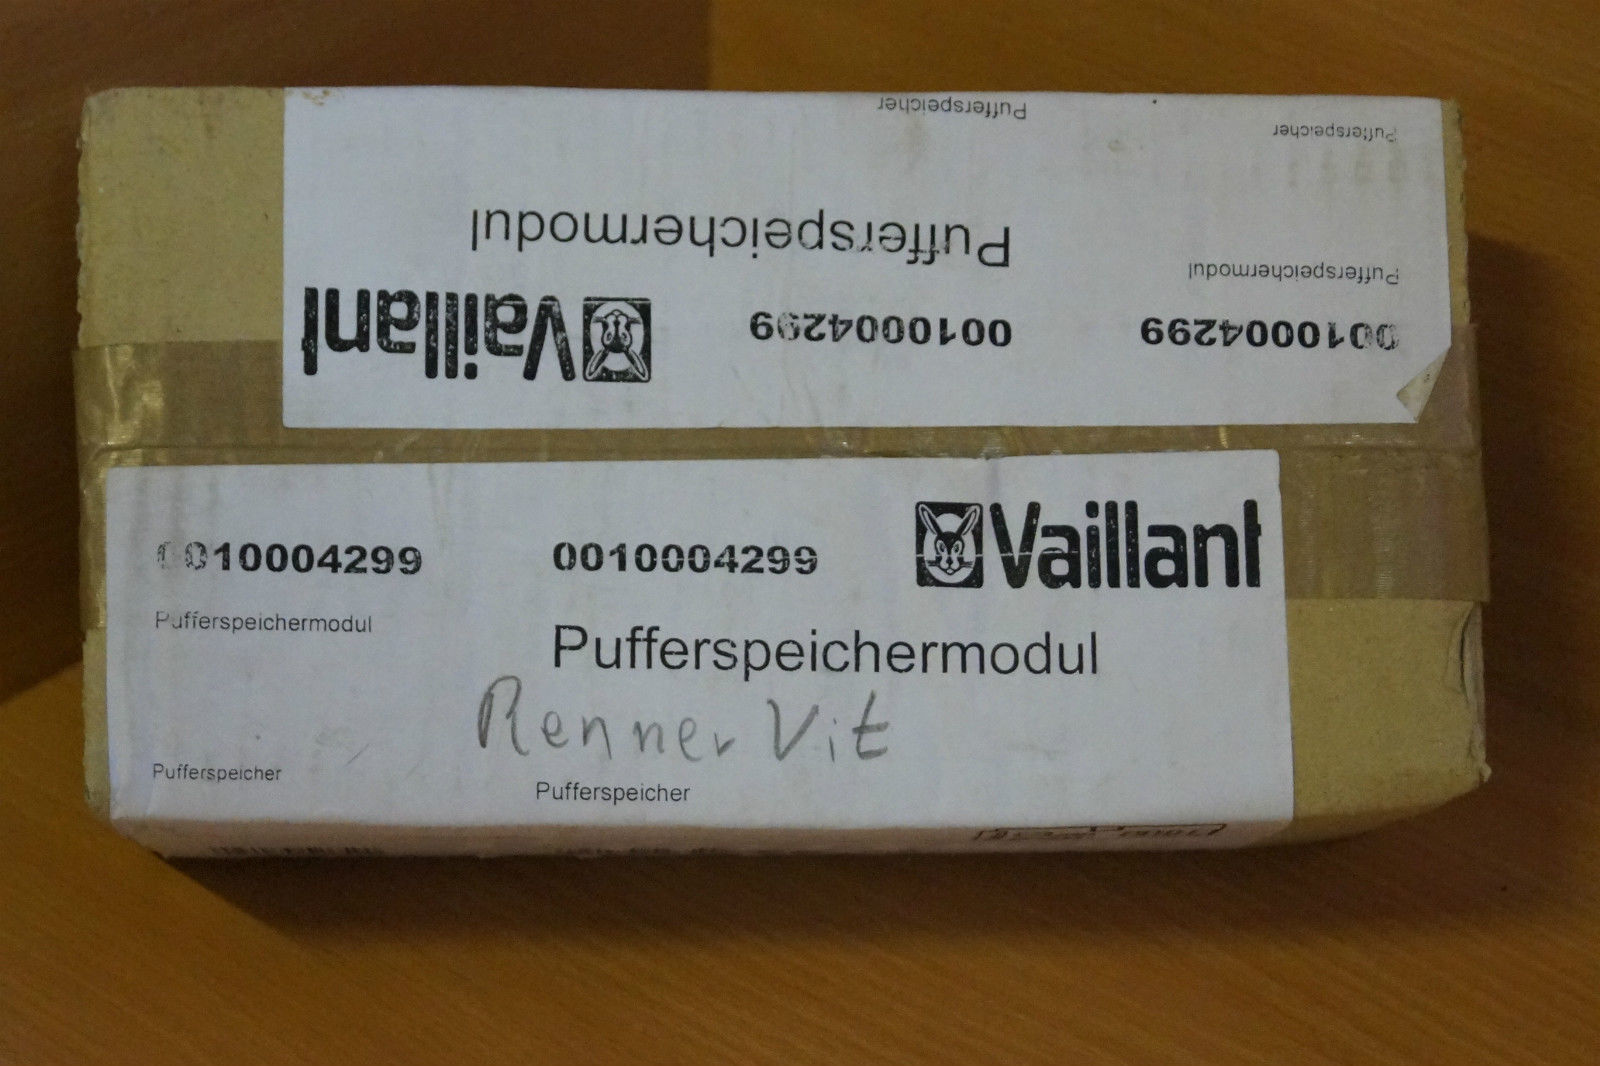 Pufferspeicher
Pufferspeicher
Pufferspeichermodul
Pufferspeichermodul
Vaillant
0010004299
0010004299
0010004299
0010004299
Vaillant
Pufferspeichermodul
Pufferspeichermodul
Renner Vit
Pufferspeicher
Pufferspeicher